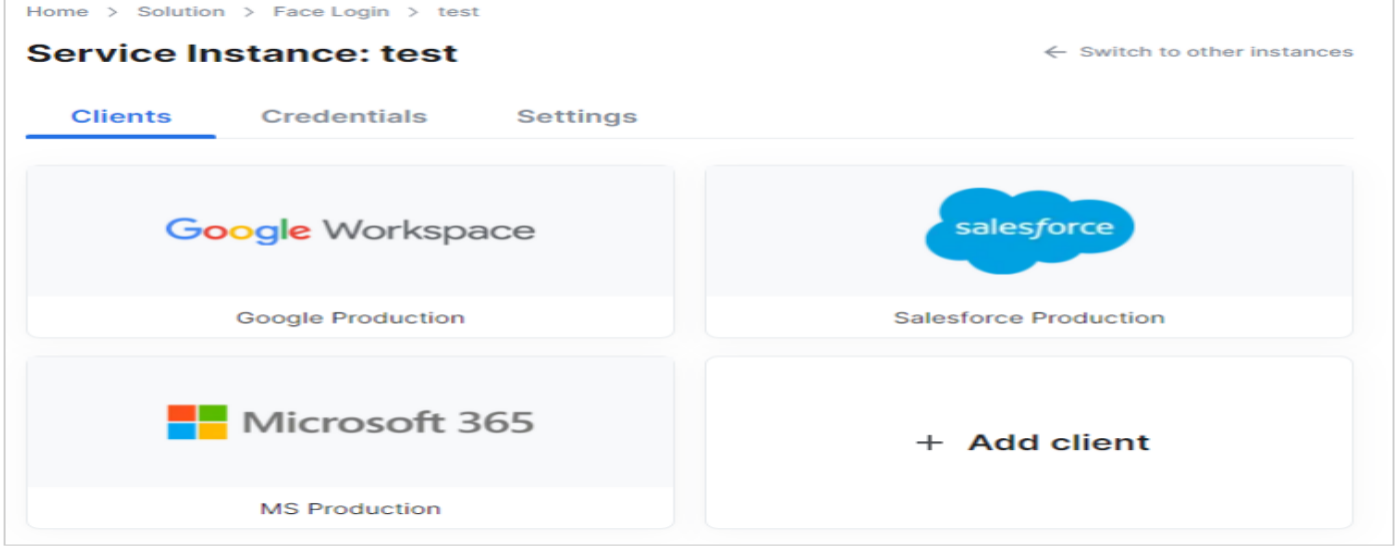 Home > Solution > Face Login > test
Service Instance: test
← Switch to other instances
Clients Credentials Settings
Google Workspace
Google Production
salesforce
Salesforce Production
Microsoft 365
MS Production
+ Add client